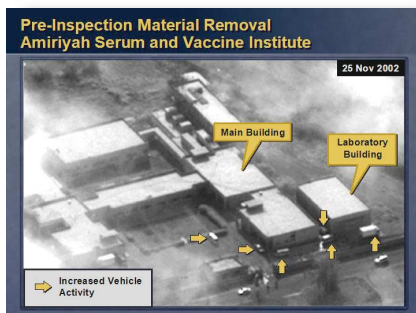 Pre-Inspection Material Removal
Amiriyah Serum and Vaccine Institute
25 Nov 2002
Main Building
Laboratory
Building
Increased Vehicle
Activity